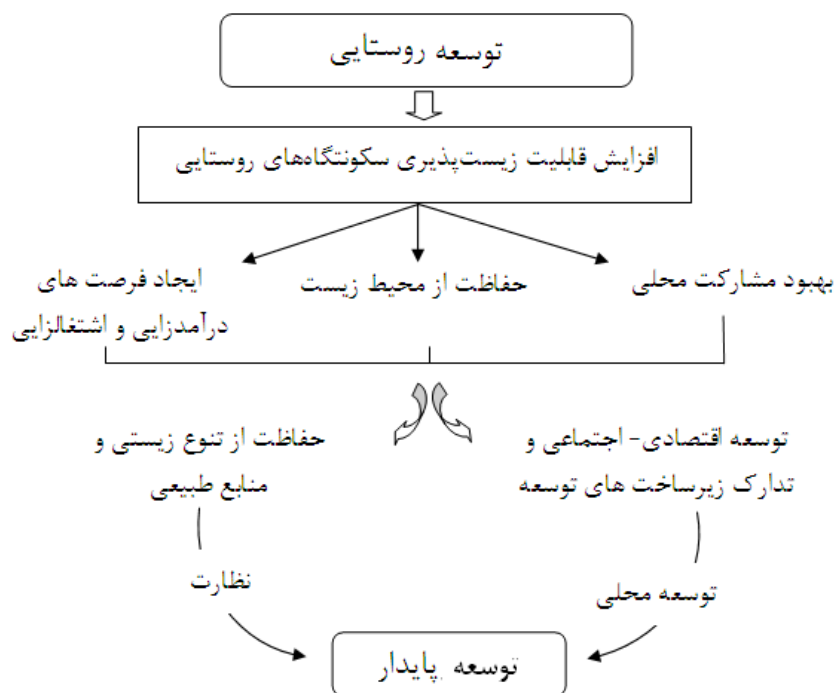 توسعه روستایی
افزایش قابلیت زیست‌پذیری سکونتگاه‌های روستایی
بهبود مشارکت محلی
حفاظت از محیط زیست
ایجاد فرصت های
درآمدزایی و اشتغالزایی
توسعه اقتصادی- اجتماعی و
تدارک زیرساخت های توسعه
حفاظت از تنوع زیستی و
منابع طبیعی
توسعه محلی
نظارت
توسعه پایدار